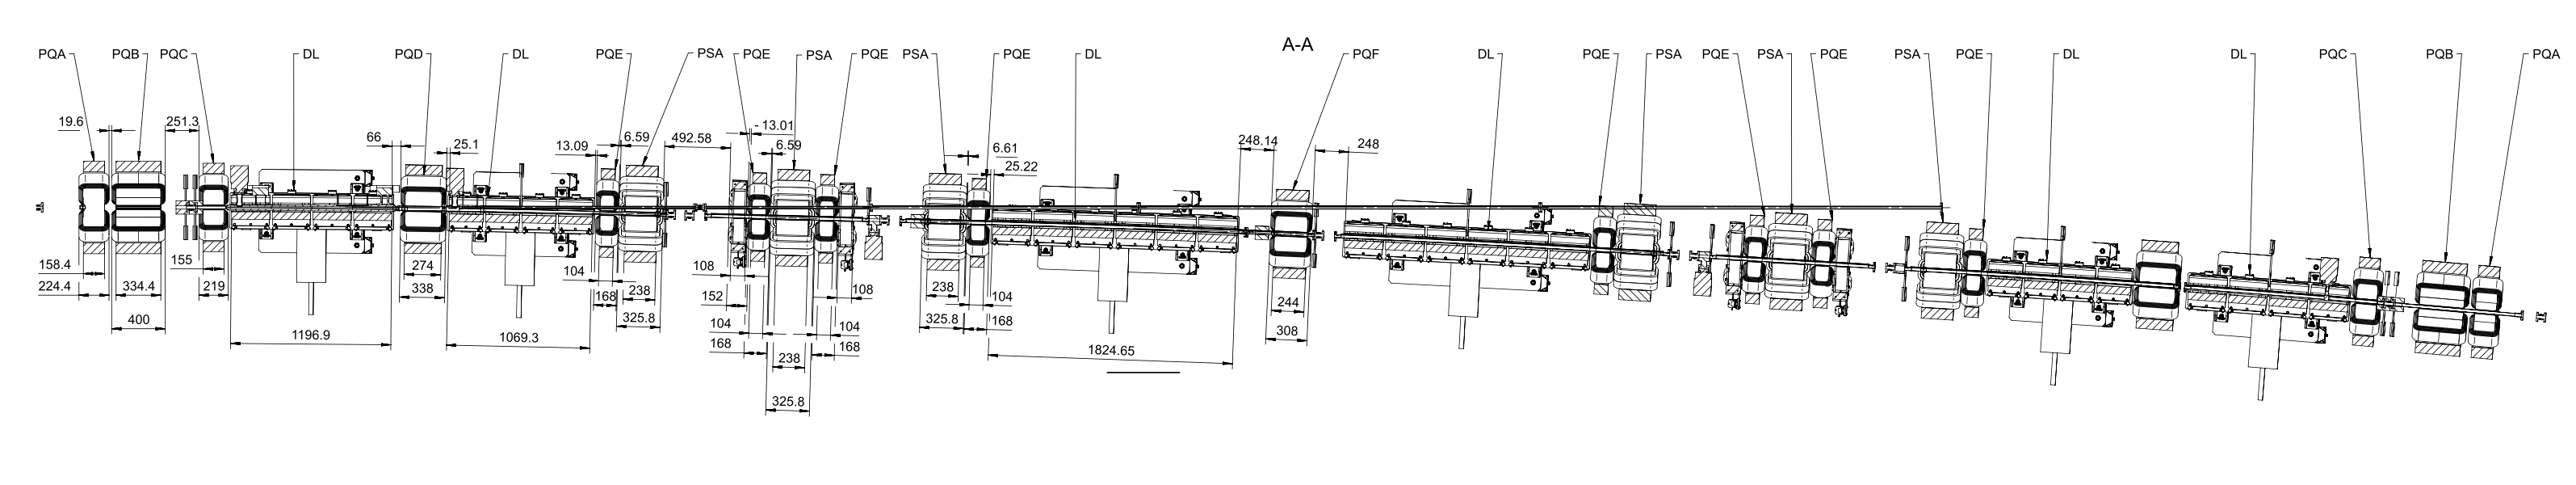 A-A
PQA PQB PQC DL PQD DL PQE PSA PQE PSA PQE PSA PQE DL PQF DL PQE PSA PQE PSA PQE PSA PQE DL DL PQC PQB PQA
19.6 251.3 66 25.1 13.09 6.59 492.58 13.01 6.59 6.61 25.22 248.14 248
158.4 155 274 104 238 108 108 238 104 244
224.4 334.4 219 338 168 325.8 152 325.8 168 308
400 1196.9 1069.3 104 104 1824.65
168 238 168
325.8